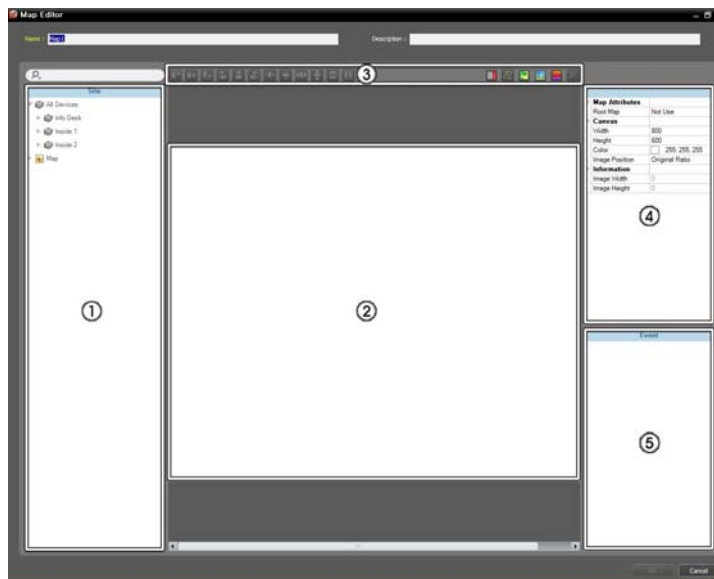 Map Editor
Name :
Map1
Description :
③
Site
All Devices
Info Desk
Inside 1
Inside 2
Map
①
②
Map Attributes
Root Map Not Use
Canvas
Width 800
Height 600
Color 255; 255; 255
Image Position Original Ratio
Information
Image Width 0
Image Height 0
④
Event
⑤
Cancel